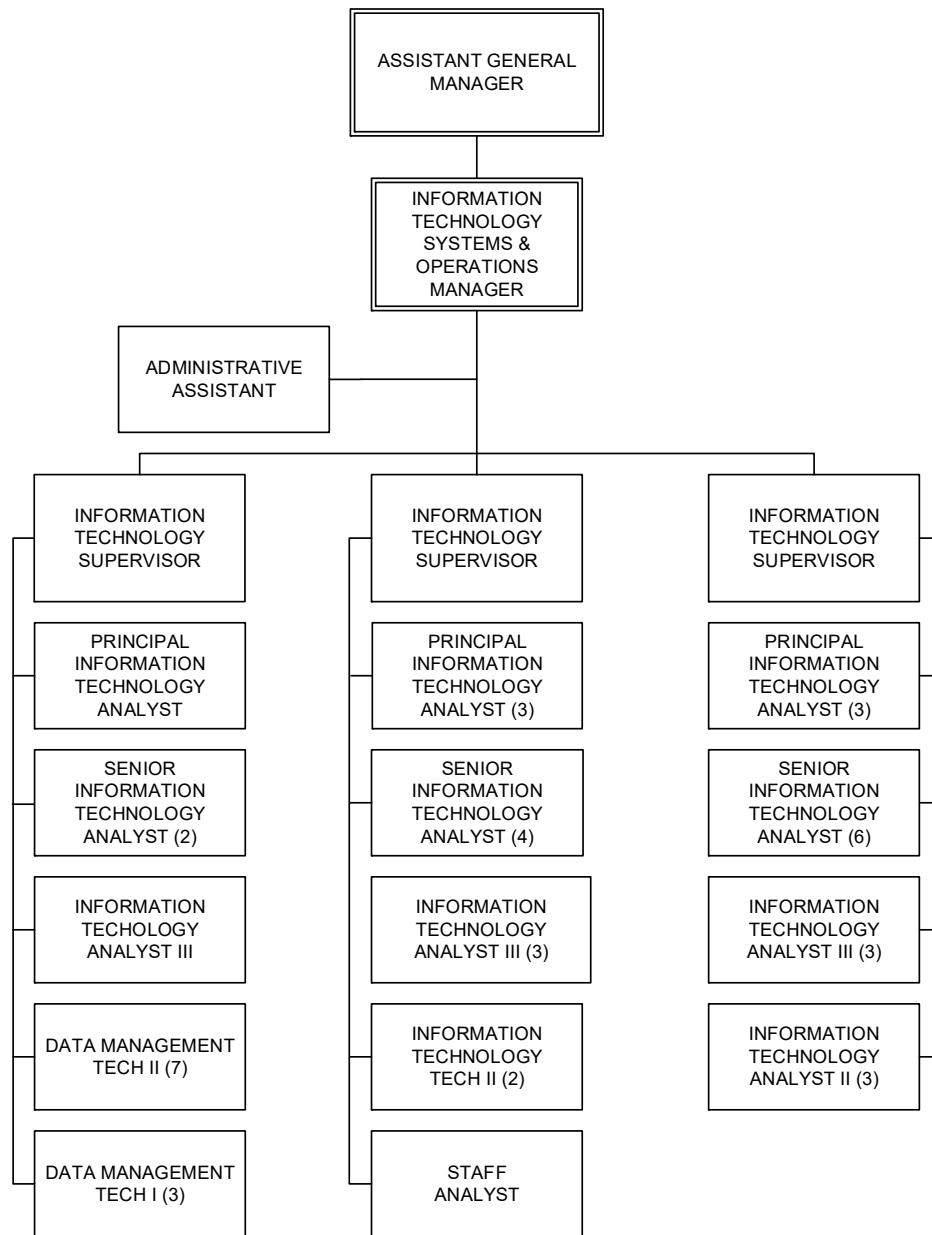 ASSISTANT GENERAL
MANAGER
INFORMATION
TECHNOLOGY
SYSTEMS &
OPERATIONS
MANAGER
ADMINISTRATIVE
ASSISTANT
INFORMATION
TECHNOLOGY
SUPERVISOR
PRINCIPAL
INFORMATION
TECHNOLOGY
ANALYST
SENIOR
INFORMATION
TECHNOLOGY
ANALYST (2)
INFORMATION
TECHOLOGY
ANALYST III
DATA MANAGEMENT
TECH II (7)
DATA MANAGEMENT
TECH I (3)
INFORMATION
TECHNOLOGY
SUPERVISOR
PRINCIPAL
INFORMATION
TECHNOLOGY
ANALYST (3)
SENIOR
INFORMATION
TECHNOLOGY
ANALYST (4)
INFORMATION
TECHNOLOGY
ANALYST III (3)
INFORMATION
TECHNOLOGY
TECH II (2)
STAFF
ANALYST
INFORMATION
TECHNOLOGY
SUPERVISOR
PRINCIPAL
INFORMATION
TECHNOLOGY
ANALYST (3)
SENIOR
INFORMATION
TECHNOLOGY
ANALYST (6)
INFORMATION
TECHNOLOGY
ANALYST III (3)
INFORMATION
TECHNOLOGY
ANALYST II (3)